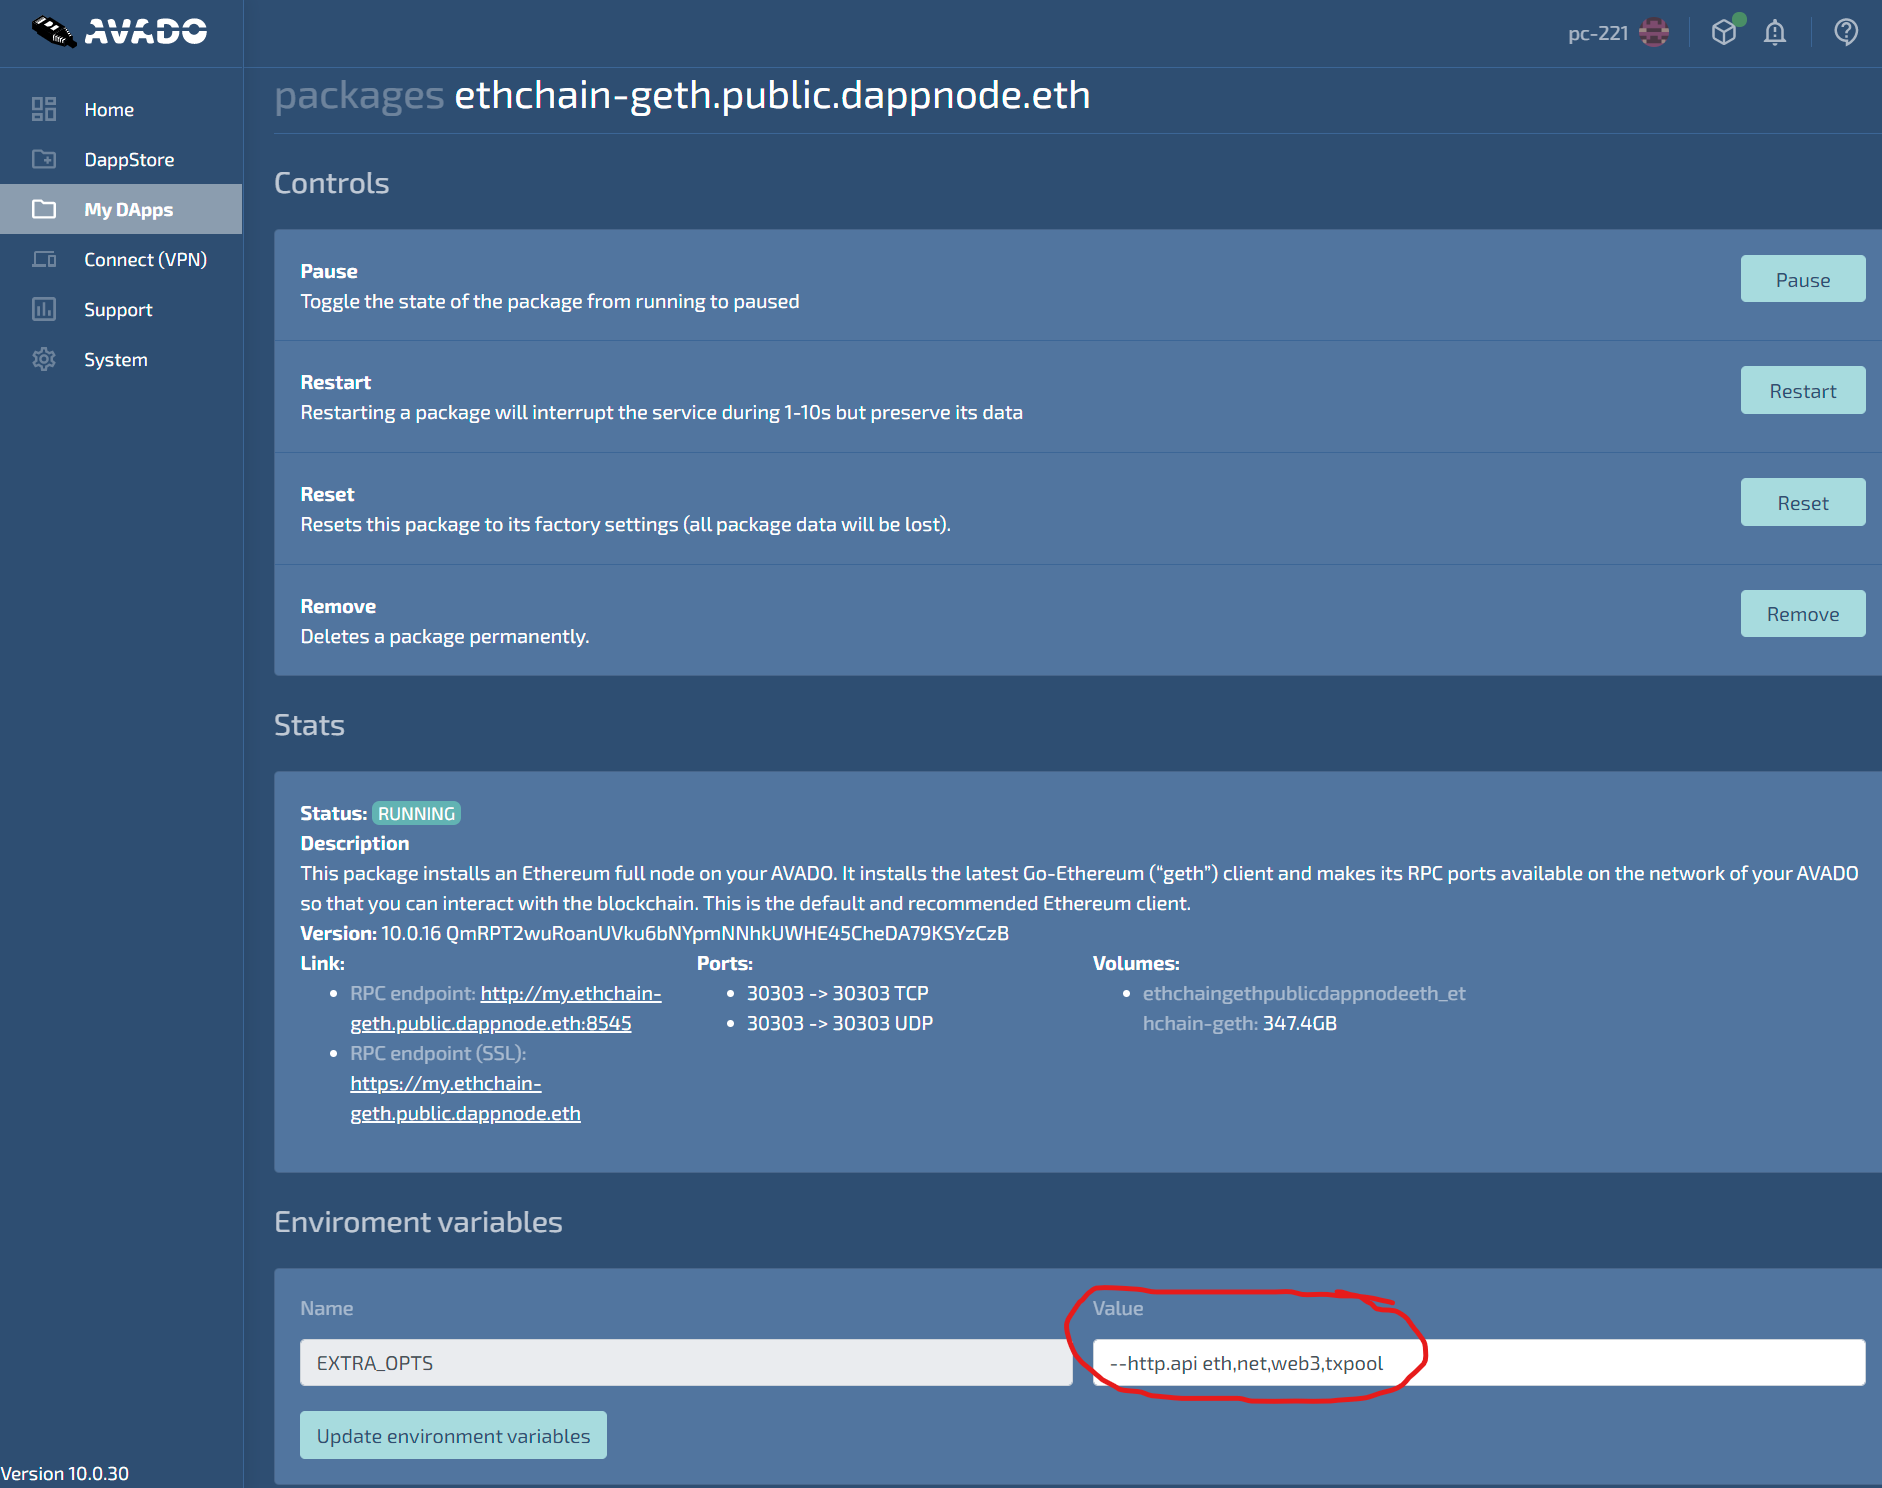 AVADO
pc-221
Home
DappStore
My DApps
Connect (VPN)
Support
System
Version 10.0.30
packages ethchain-geth.public.dappnode.eth
Controls
Pause
Toggle the state of the package from running to paused
Pause
Restart
Restarting a package will interrupt the service during 1-10s but preserve its data
Restart
Reset
Resets this package to its factory settings (all package data will be lost).
Reset
Remove
Deletes a package permanently.
Remove
Stats
Status: RUNNING
Description
This package installs an Ethereum full node on your AVADO. It installs the latest Go-Ethereum (“geth”) client and makes its RPC ports available on the network of your AVADO
so that you can interact with the blockchain. This is the default and recommended Ethereum client.
Version: 10.0.16 QmRPT2wuRoanUVku6bNYpmNNhkUWHE45CheDA79KSYzCzB
Link:
RPC endpoint: http://my.ethchain-
geth.public.dappnode.eth:8545
RPC endpoint (SSL):
https://my.ethchain-
geth.public.dappnode.eth
Ports:
30303 -> 30303 TCP
30303 -> 30303 UDP
Volumes:
ethchaingethpublicdappnodeeth_et
hchain-geth: 347.4GB
Enviroment variables
Name
Value
EXTRA_OPTS
--http.api eth,net,web3,txpool
Update environment variables